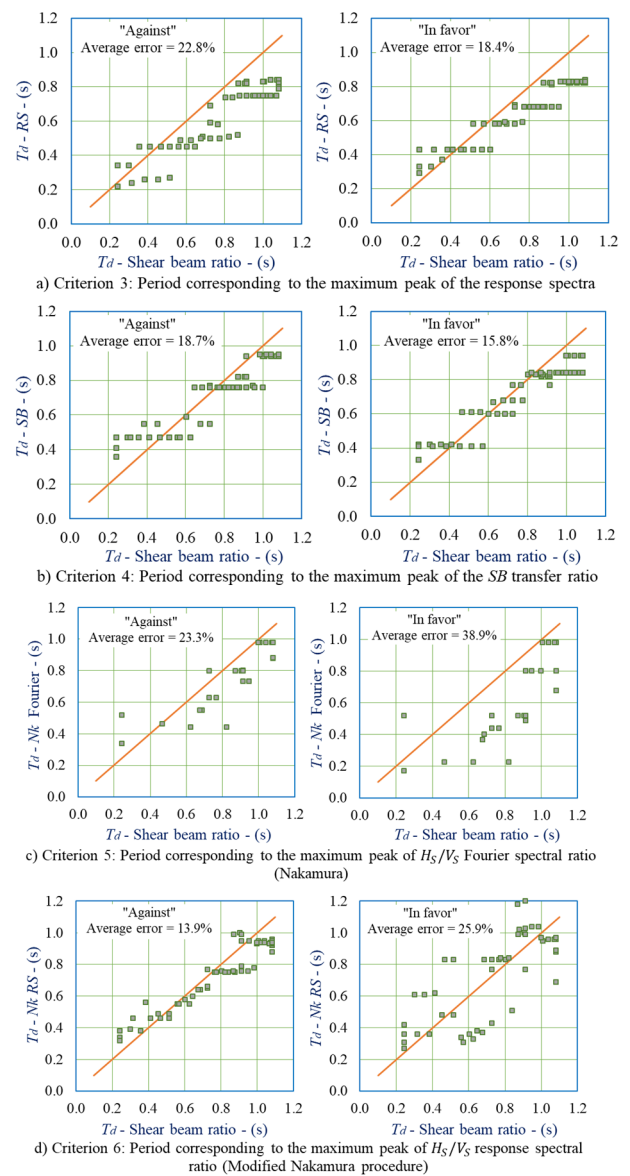 "Against"
Average error = 22.8%
1.2
1.0
0.8
0.6
0.4
0.2
0.0
Td - RS - (s)
0.0 0.2 0.4 0.6 0.8 1.0 1.2
Td - Shear beam ratio - (s)
"In favor"
Average error = 18.4%
1.2
1.0
0.8
0.6
0.4
0.2
0.0
Td - RS - (s)
0.0 0.2 0.4 0.6 0.8 1.0 1.2
Td - Shear beam ratio - (s)
a) Criterion 3: Period corresponding to the maximum peak of the response spectra
"Against"
Average error = 18.7%
1.2
1.0
0.8
0.6
0.4
0.2
0.0
Td - SB - (s)
0.0 0.2 0.4 0.6 0.8 1.0 1.2
Td - Shear beam ratio - (s)
"In favor"
Average error = 15.8%
1.2
1.0
0.8
0.6
0.4
0.2
0.0
Td - SB - (s)
0.0 0.2 0.4 0.6 0.8 1.0 1.2
Td - Shear beam ratio - (s)
b) Criterion 4: Period corresponding to the maximum peak of the SB transfer ratio
"Against"
Average error = 23.3%
1.2
1.0
0.8
0.6
0.4
0.2
0.0
Td - Nk Fourier - (s)
0.0 0.2 0.4 0.6 0.8 1.0 1.2
Td - Shear beam ratio - (s)
"In favor"
Average error = 38.9%
1.2
1.0
0.8
0.6
0.4
0.2
0.0
Td - Nk Fourier - (s)
0.0 0.2 0.4 0.6 0.8 1.0 1.2
Td - Shear beam ratio - (s)
c) Criterion 5: Period corresponding to the maximum peak of H_S/V_S Fourier spectral ratio
(Nakamura)
"Against"
Average error = 13.9%
1.2
1.0
0.8
0.6
0.4
0.2
0.0
Td - Nk RS - (s)
0.0 0.2 0.4 0.6 0.8 1.0 1.2
Td - Shear beam ratio - (s)
"In favor"
Average error = 25.9%
1.2
1.0
0.8
0.6
0.4
0.2
0.0
Td - Nk RS - (s)
0.0 0.2 0.4 0.6 0.8 1.0 1.2
Td - Shear beam ratio - (s)
d) Criterion 6: Period corresponding to the maximum peak of H_S/V_S response spectral
ratio (Modified Nakamura procedure)